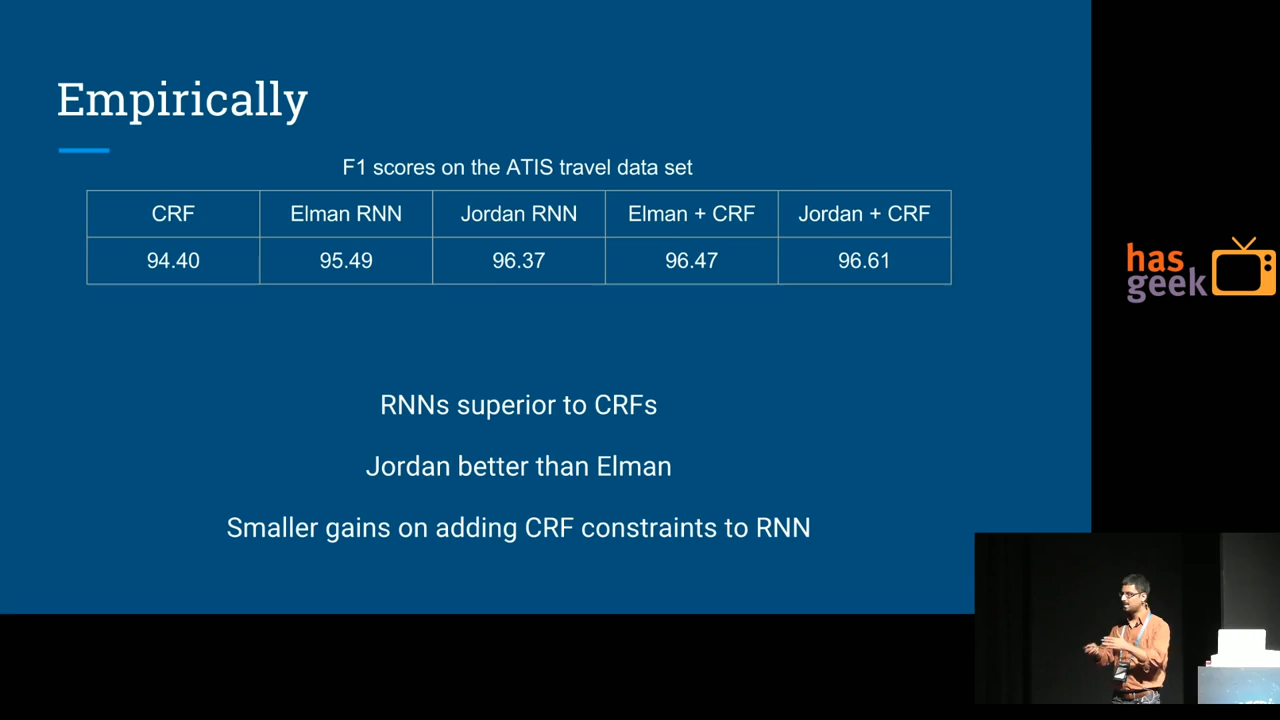 Empirically
F1 scores on the ATIS travel data set
CRF Elman RNN Jordan RNN Elman + CRF Jordan + CRF
94.40 95.49 96.37 96.47 96.61
RNNs superior to CRFs
Jordan better than Elman
Smaller gains on adding CRF constraints to RNN
has
geek